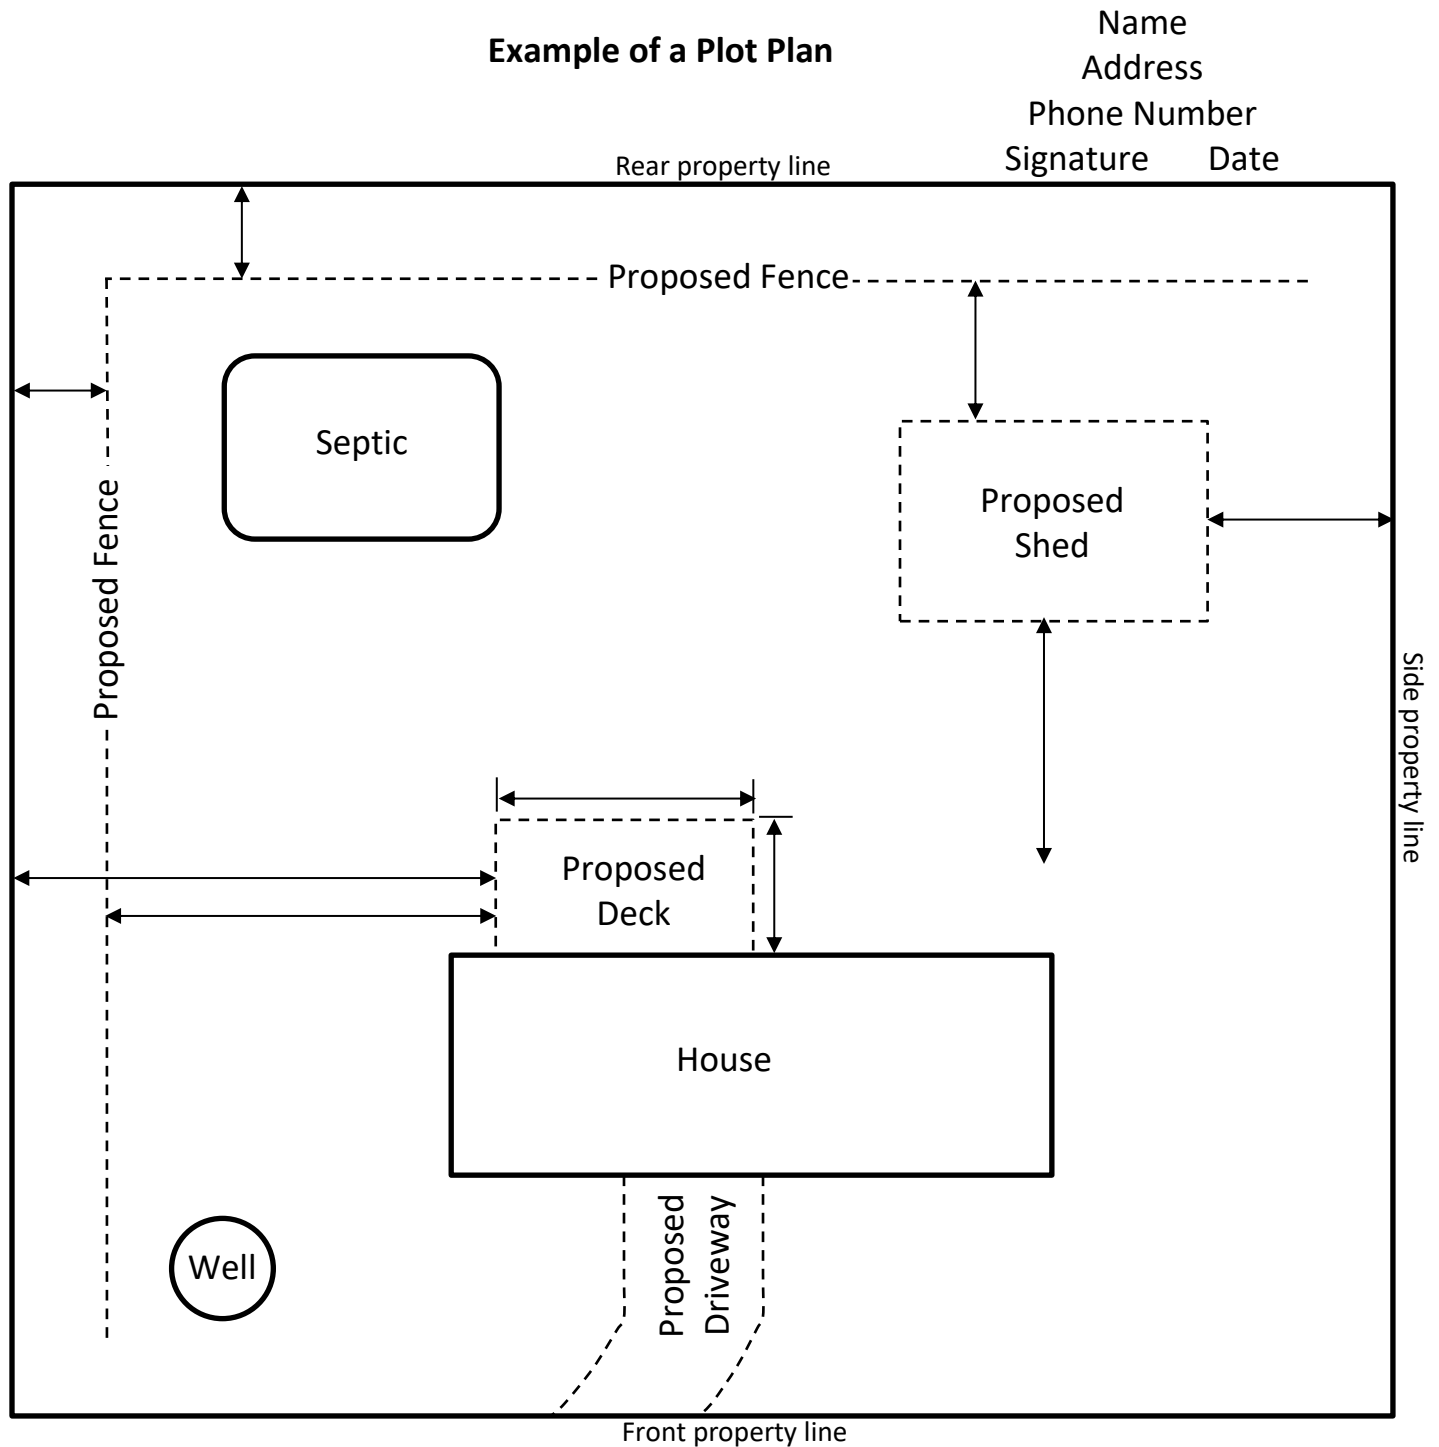 Example of a Plot Plan
Name
Address
Phone Number
Signature Date
Rear property line
Proposed Fence
Septic
Proposed
Shed
Proposed Fence
Side property line
Proposed
Deck
House
Proposed
Driveway
Well
Front property line